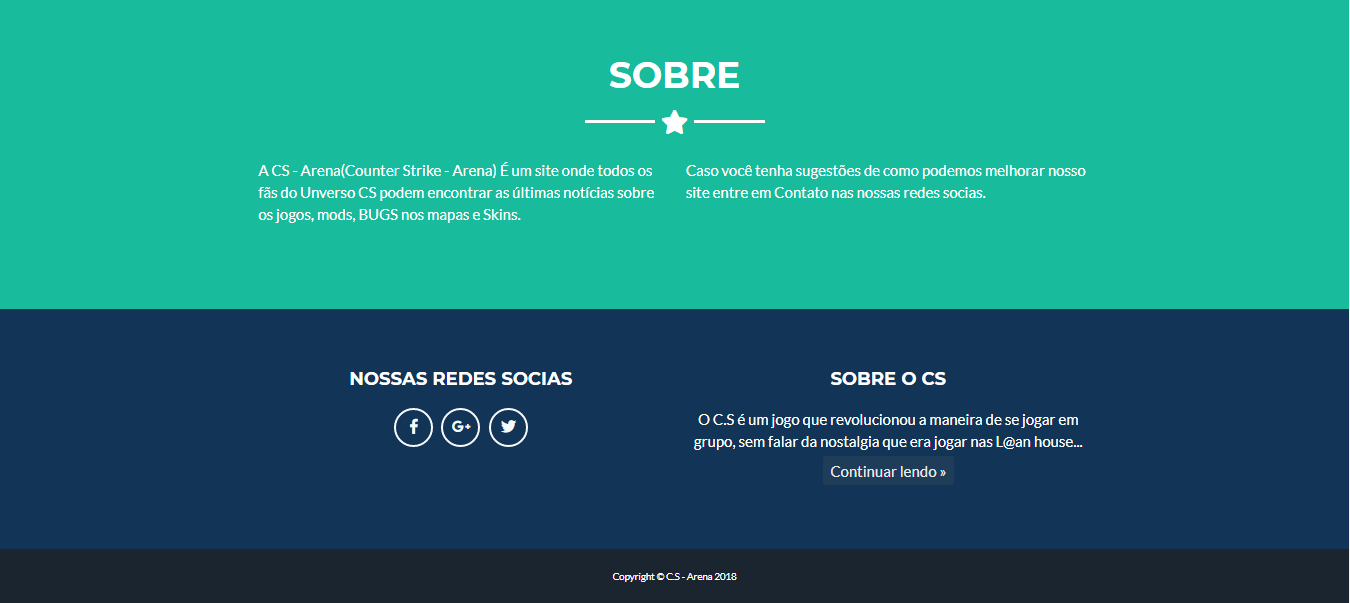 SOBRE
A CS - Arena(Counter Strike - Arena) É um site onde todos os
fãs do Unverso CS podem encontrar as últimas notícias sobre
os jogos, mods, BUGS nos mapas e Skins.
Caso você tenha sugestões de como podemos melhorar nosso
site entre em Contato nas nossas redes socias.
NOSSAS REDES SOCIAS
SOBRE O CS
O C.S é um jogo que revolucionou a maneira de se jogar em
grupo, sem falar da nostalgia que era jogar nas L@an house...
Continuar lendo »
Copyright © C.S - Arena 2018